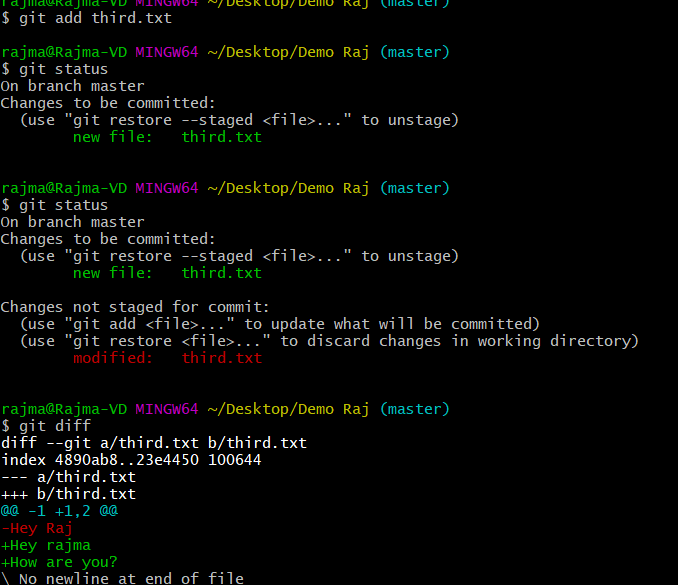 rajma@Rajma-VD MINGW64 ~/Desktop/Demo Raj (master)
$ git add third.txt
rajma@Rajma-VD MINGW64 ~/Desktop/Demo Raj (master)
$ git status
On branch master
Changes to be committed:
  (use "git restore --staged <file>..." to unstage)
        new file:   third.txt
rajma@Rajma-VD MINGW64 ~/Desktop/Demo Raj (master)
$ git status
On branch master
Changes to be committed:
  (use "git restore --staged <file>..." to unstage)
        new file:   third.txt
Changes not staged for commit:
  (use "git add <file>..." to update what will be committed)
  (use "git restore <file>..." to discard changes in working directory)
        modified:   third.txt
rajma@Rajma-VD MINGW64 ~/Desktop/Demo Raj (master)
$ git diff
diff --git a/third.txt b/third.txt
index 4890ab8..23e4450 100644
--- a/third.txt
+++ b/third.txt
@@ -1 +1,2 @@
-Hey Raj
+Hey rajma
+How are you?
\ No newline at end of file